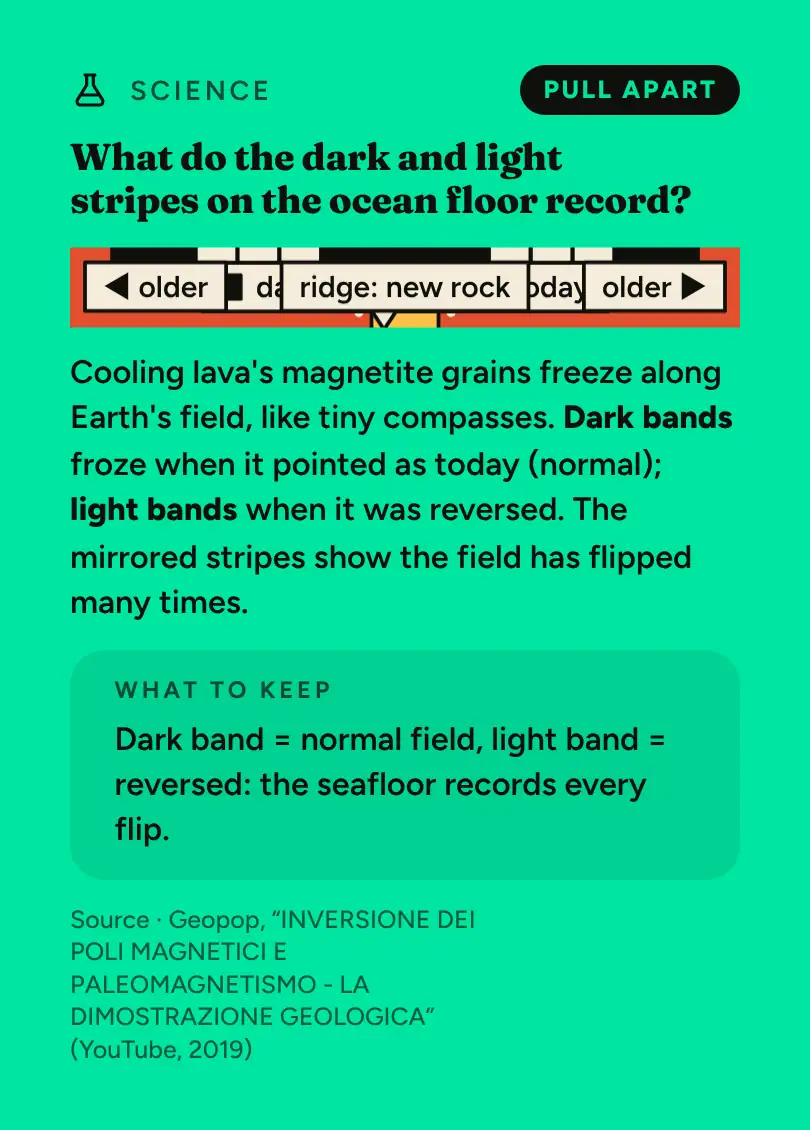 SCIENCE
PULL APART
What do the dark and light
stripes on the ocean floor record?
◀ older
ridge: new rock
older ▶
Cooling lava's magnetite grains freeze along
Earth's field, like tiny compasses. Dark bands
froze when it pointed as today (normal);
light bands when it was reversed. The
mirrored stripes show the field has flipped
many times.
WHAT TO KEEP
Dark band = normal field, light band =
reversed: the seafloor records every
flip.
Source · Geopop, “INVERSIONE DEI
POLI MAGNETICI E
PALEOMAGNETISMO - LA
DIMOSTRAZIONE GEOLOGICA”
(YouTube, 2019)